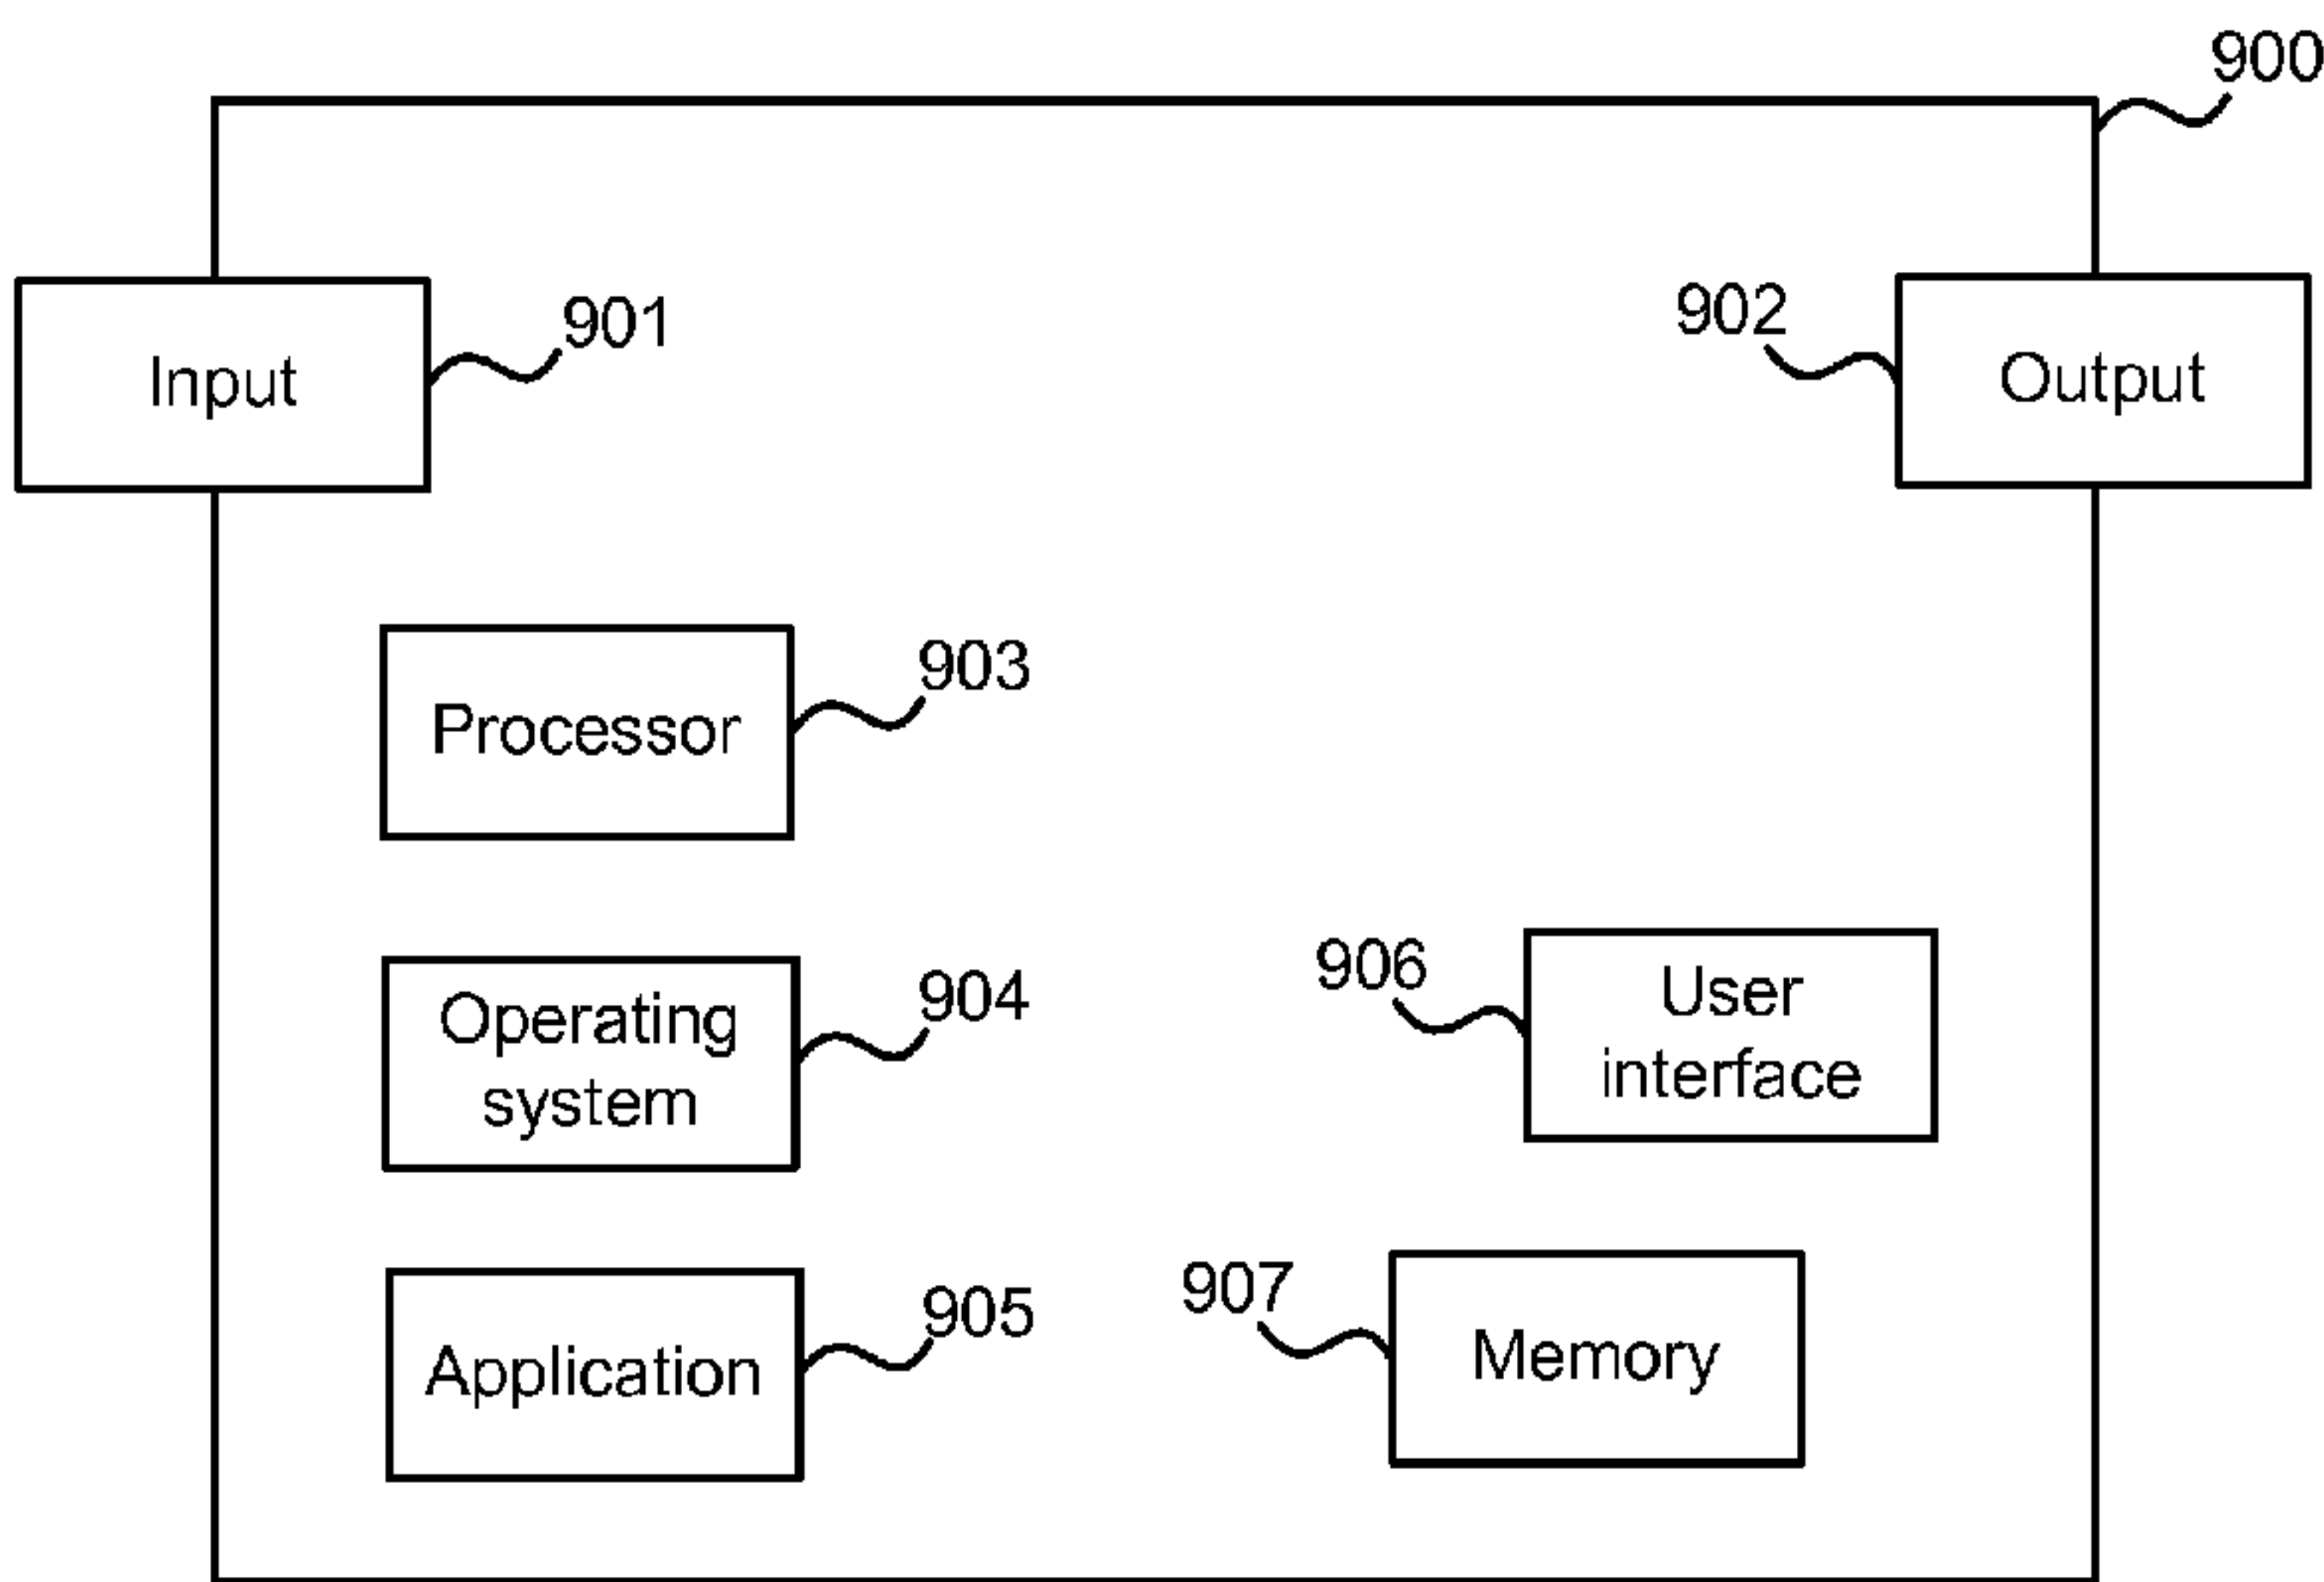 900
901
902
Input
Output
903
Processor
904
Operating
system
906
User
interface
905
Application
907
Memory